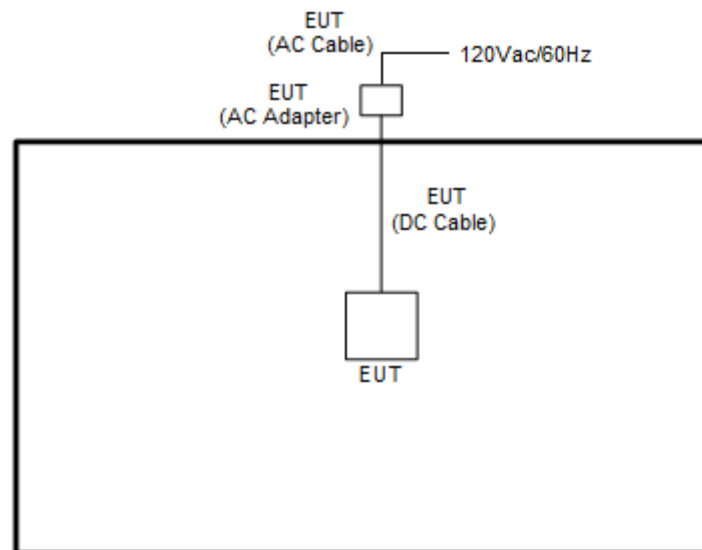 EUT
(AC Cable)
120Vac/60Hz
EUT
(AC Adapter)
EUT
(DC Cable)
EUT